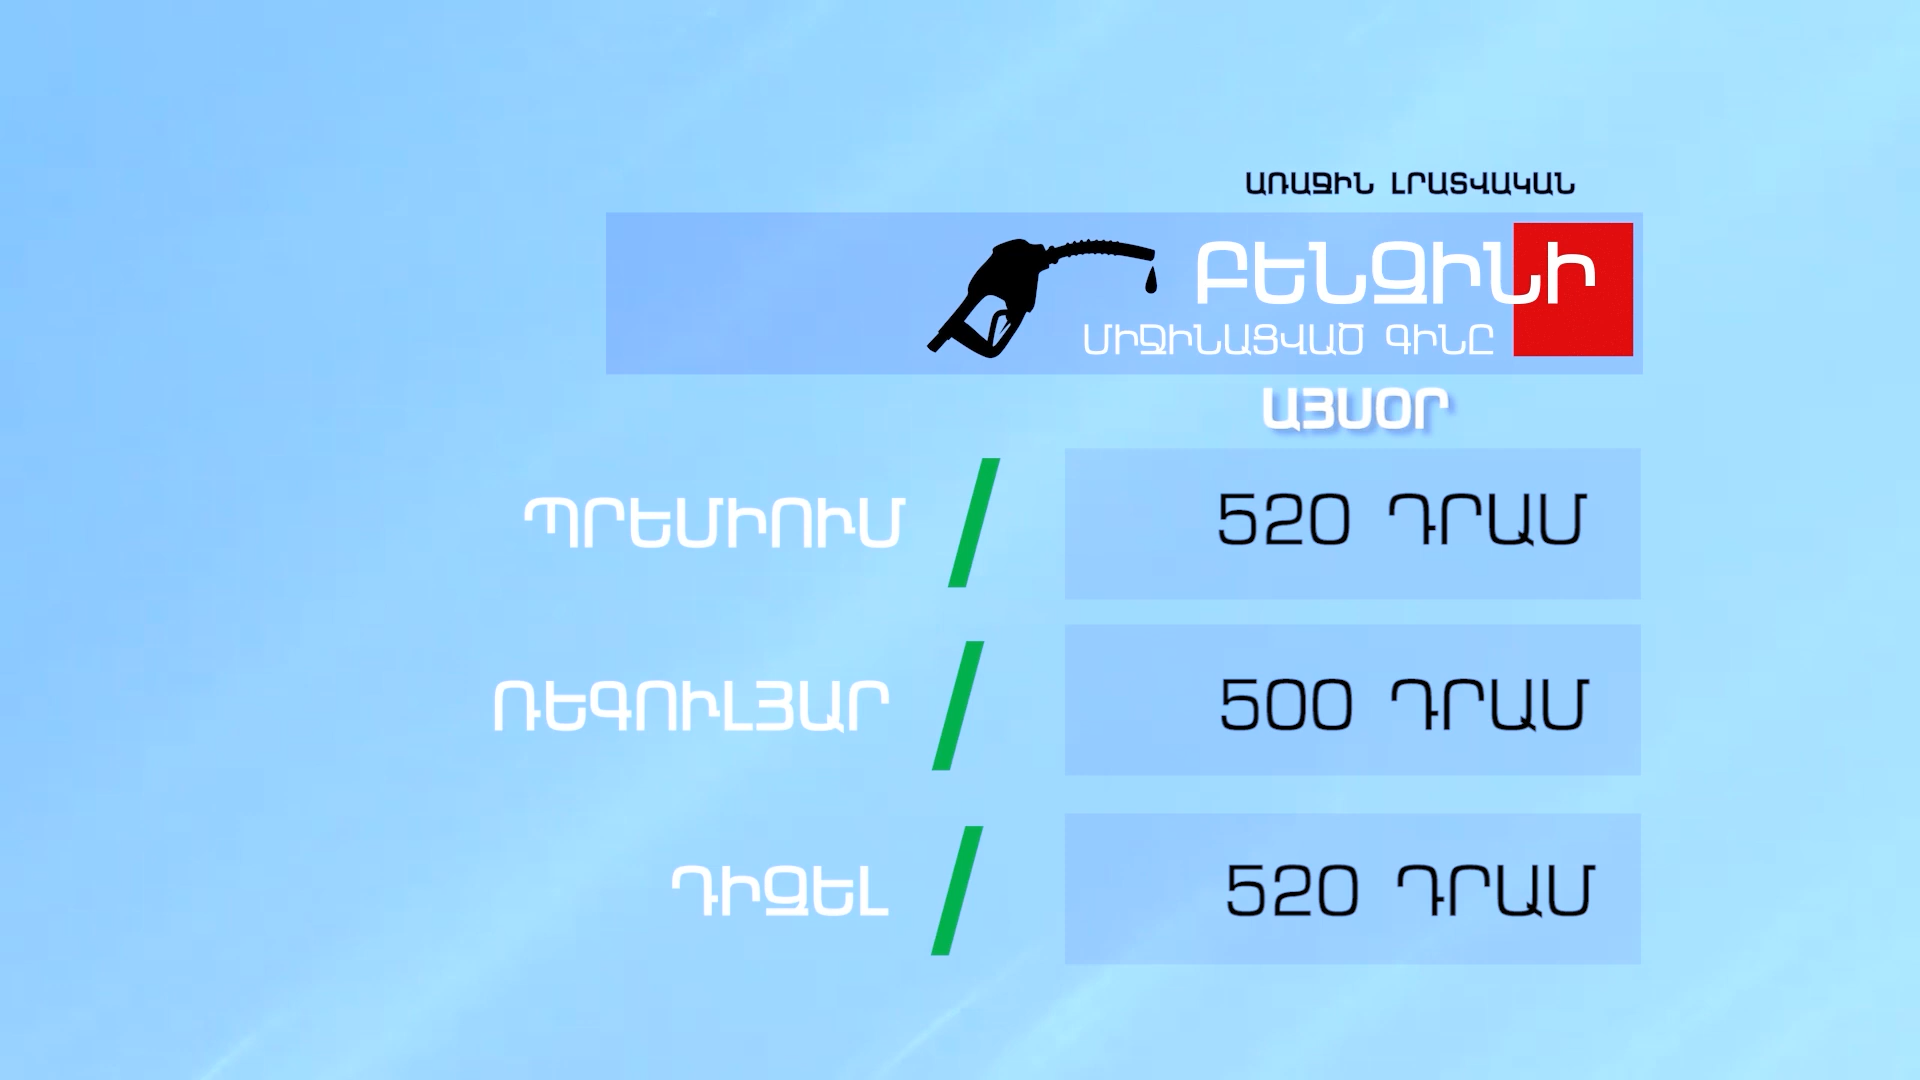 ԱՌԱՋԻՆ ԼՐԱՏՎԱԿԱՆ
ԲԵՆԶԻՆԻ
ՄԻՋԻՆԱՑՎԱԾ ԳԻՆԸ
ԱՅՍՕՐ
ՊՐԵՄԻՈՒՄ / 520 ԴՐԱՄ
ՌԵԳՈՒԼՅԱՐ / 500 ԴՐԱՄ
ԴԻԶԵԼ / 520 ԴՐԱՄ